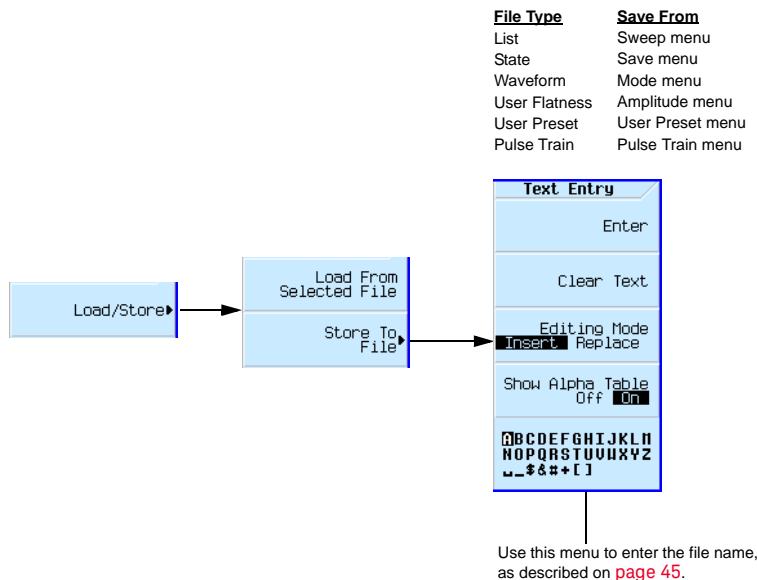 File Type Save From
List Sweep menu
State Save menu
Waveform Mode menu
User Flatness Amplitude menu
User Preset User Preset menu
Pulse Train Pulse Train menu
Load/Store
Load From
Selected File
Store To
File
Text Entry
Enter
Clear Text
Editing Mode
Insert Replace
Show Alpha Table
Off On
ABCDEFGHIJKLM
NOPQRSTUVWXYZ
␣_$&#+[]
Use this menu to enter the file name,
as described on page 45.